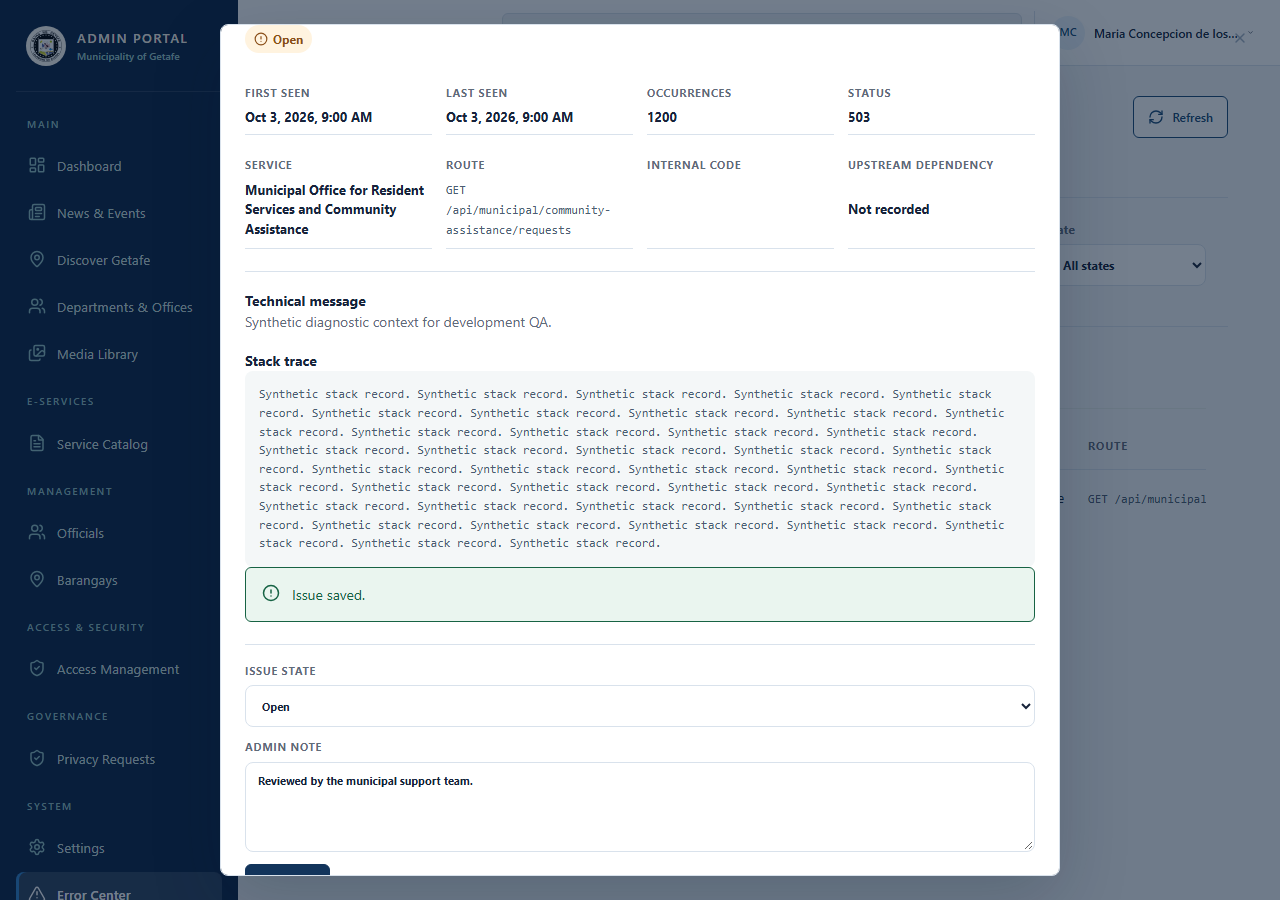 ADMIN PORTAL
Municipality of Getafe
MC
Maria Concepcion de los...
Refresh
MAIN
Dashboard
News & Events
Discover Getafe
Departments & Offices
Media Library
E-SERVICES
Service Catalog
MANAGEMENT
Officials
Barangays
ACCESS & SECURITY
Access Management
GOVERNANCE
Privacy Requests
SYSTEM
Settings
Error Center
Open
FIRST SEEN
Oct 3, 2026, 9:00 AM
LAST SEEN
Oct 3, 2026, 9:00 AM
OCCURRENCES
1200
STATUS
503
SERVICE
Municipal Office for Resident
Services and Community
Assistance
ROUTE
GET
/api/municipal/community-
assistance/requests
INTERNAL CODE
UPSTREAM DEPENDENCY
Not recorded
Technical message
Synthetic diagnostic context for development QA.
Stack trace
Synthetic stack record. Synthetic stack record. Synthetic stack record. Synthetic stack record. Synthetic stack
record. Synthetic stack record. Synthetic stack record. Synthetic stack record. Synthetic stack record. Synthetic
stack record. Synthetic stack record. Synthetic stack record. Synthetic stack record. Synthetic stack record.
Synthetic stack record. Synthetic stack record. Synthetic stack record. Synthetic stack record. Synthetic stack
record. Synthetic stack record. Synthetic stack record. Synthetic stack record. Synthetic stack record. Synthetic
stack record. Synthetic stack record. Synthetic stack record. Synthetic stack record. Synthetic stack record.
Synthetic stack record. Synthetic stack record. Synthetic stack record. Synthetic stack record. Synthetic stack
record. Synthetic stack record. Synthetic stack record. Synthetic stack record. Synthetic stack record. Synthetic
stack record. Synthetic stack record. Synthetic stack record.
Issue saved.
ISSUE STATE
Open
ADMIN NOTE
Reviewed by the municipal support team.
All states
ROUTE
GET /api/municipal